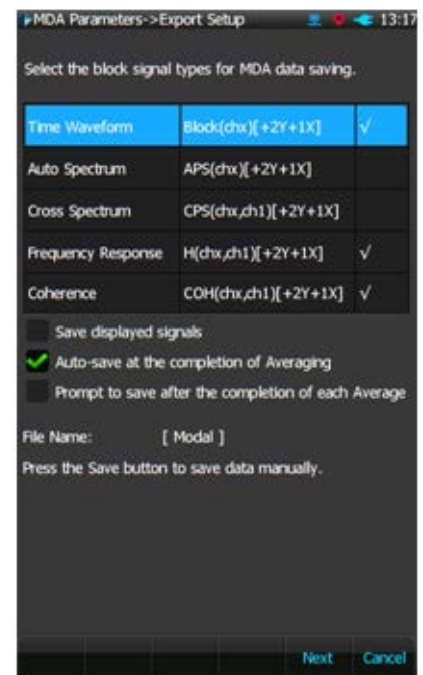 MDA Parameters->Export Setup 13:17
Select the block signal types for MDA data saving.
Time Waveform Block(chx)[+2Y+1X] √
Auto Spectrum APS(chx)[+2Y+1X]
Cross Spectrum CPS(chx,ch1)[+2Y+1X]
Frequency Response H(chx,ch1)[+2Y+1X] √
Coherence COH(chx,ch1)[+2Y+1X] √
Save displayed signals
Auto-save at the completion of Averaging
Prompt to save after the completion of each Average
File Name: [ Modal ]
Press the Save button to save data manually.
Next Cancel